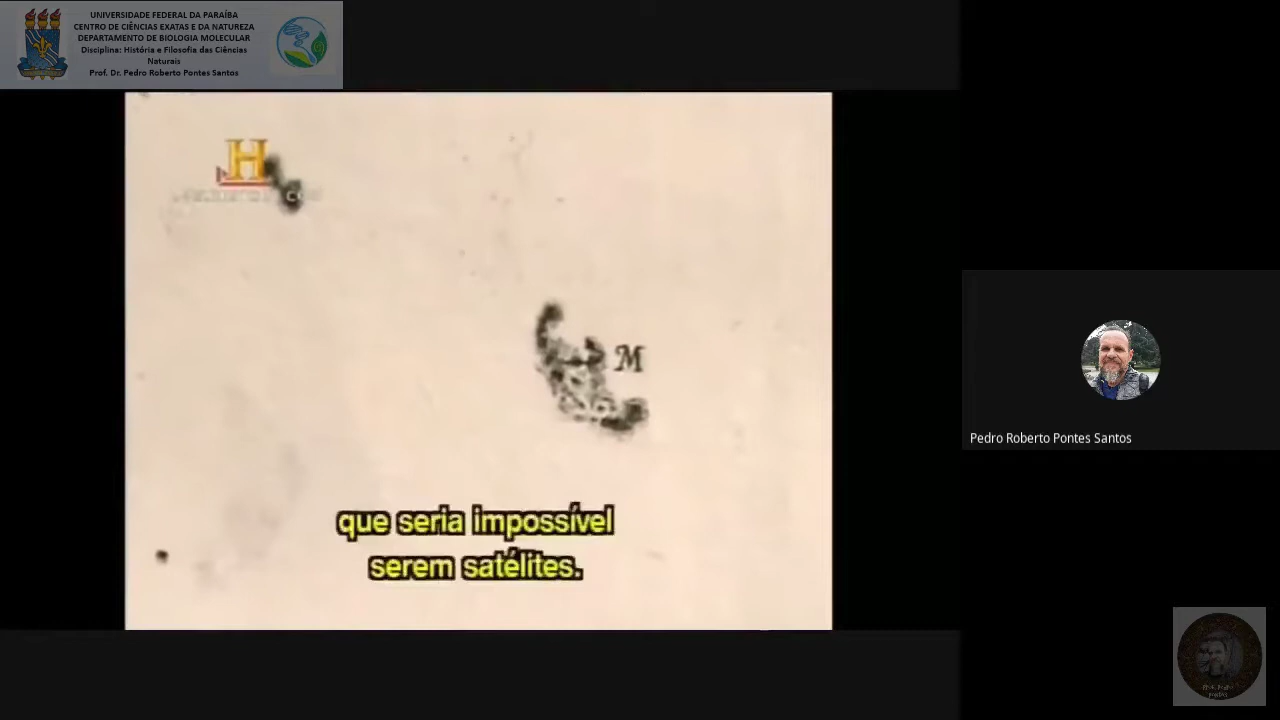 UNIVERSIDADE FEDERAL DA PARAÍBA
CENTRO DE CIÊNCIAS EXATAS E DA NATUREZA
DEPARTAMENTO DE BIOLOGIA MOLECULAR
Disciplina: História e Filosofia das Ciências
Naturais
Prof. Dr. Pedro Roberto Pontes Santos
H
M
que seria impossível
serem satélites.
Pedro Roberto Pontes Santos